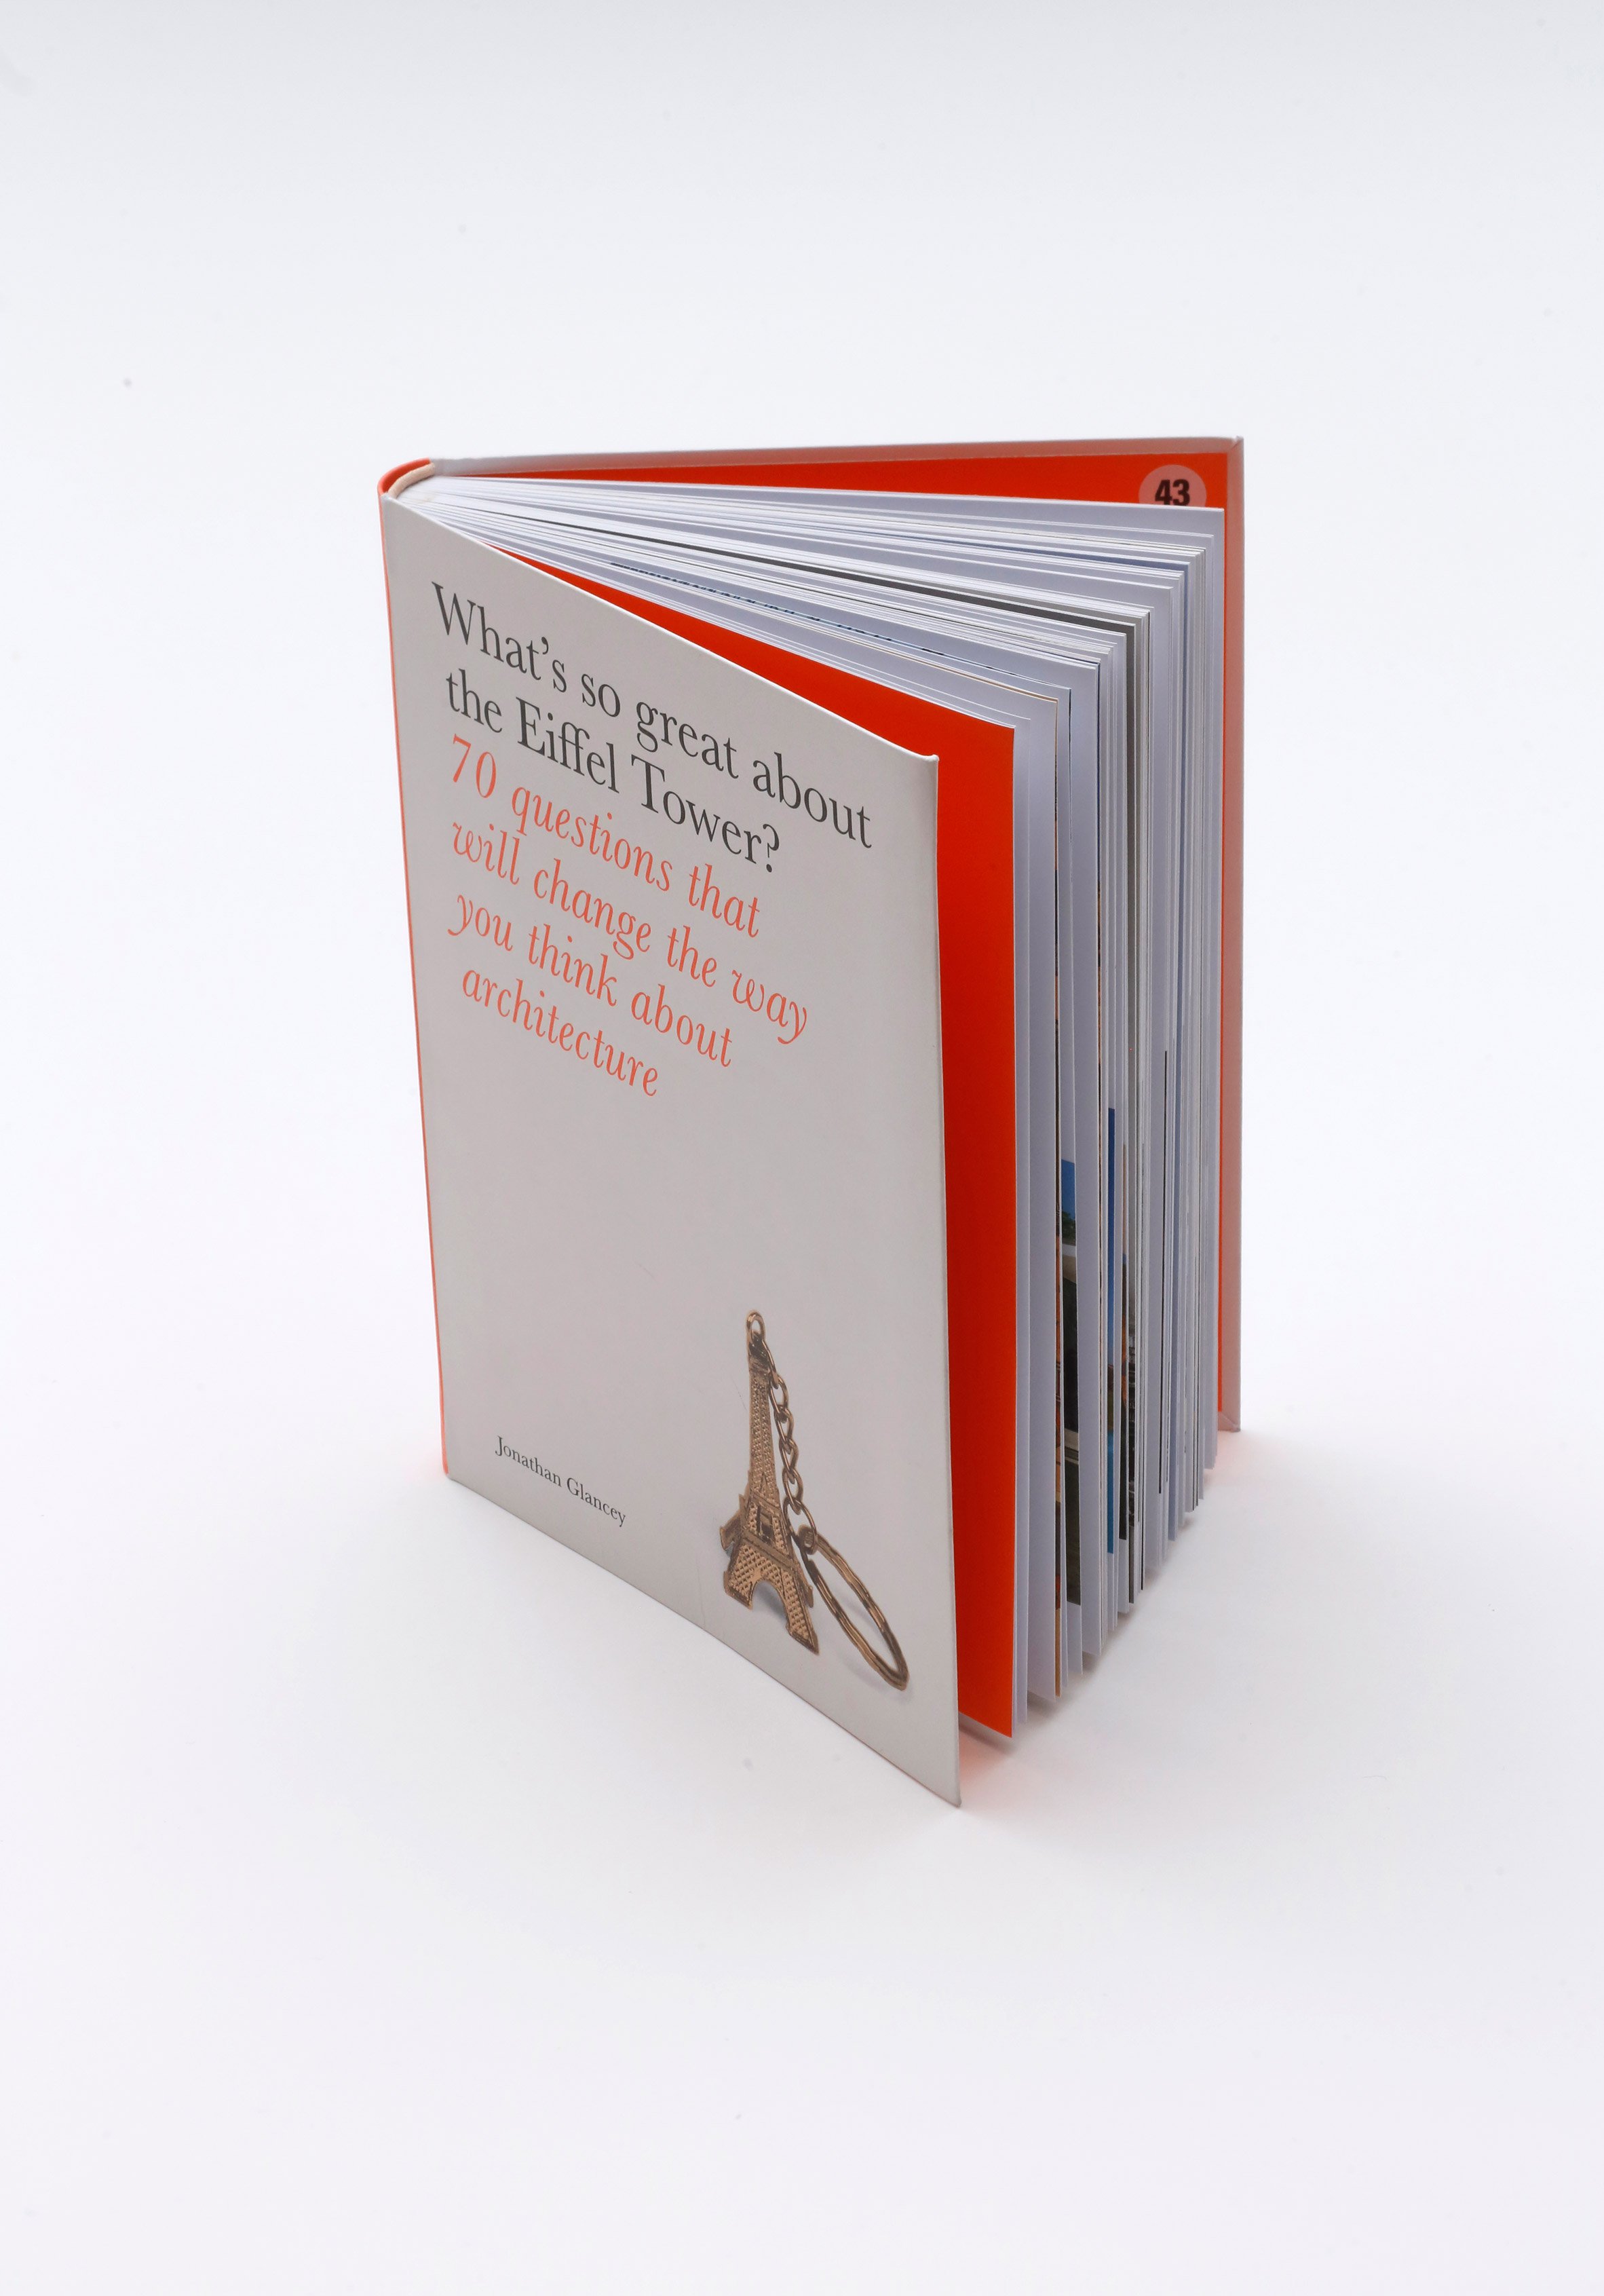 43
What's so great about
the Eiffel Tower?
70 questions that
will change the way
you think about
architecture
Jonathan Glancey